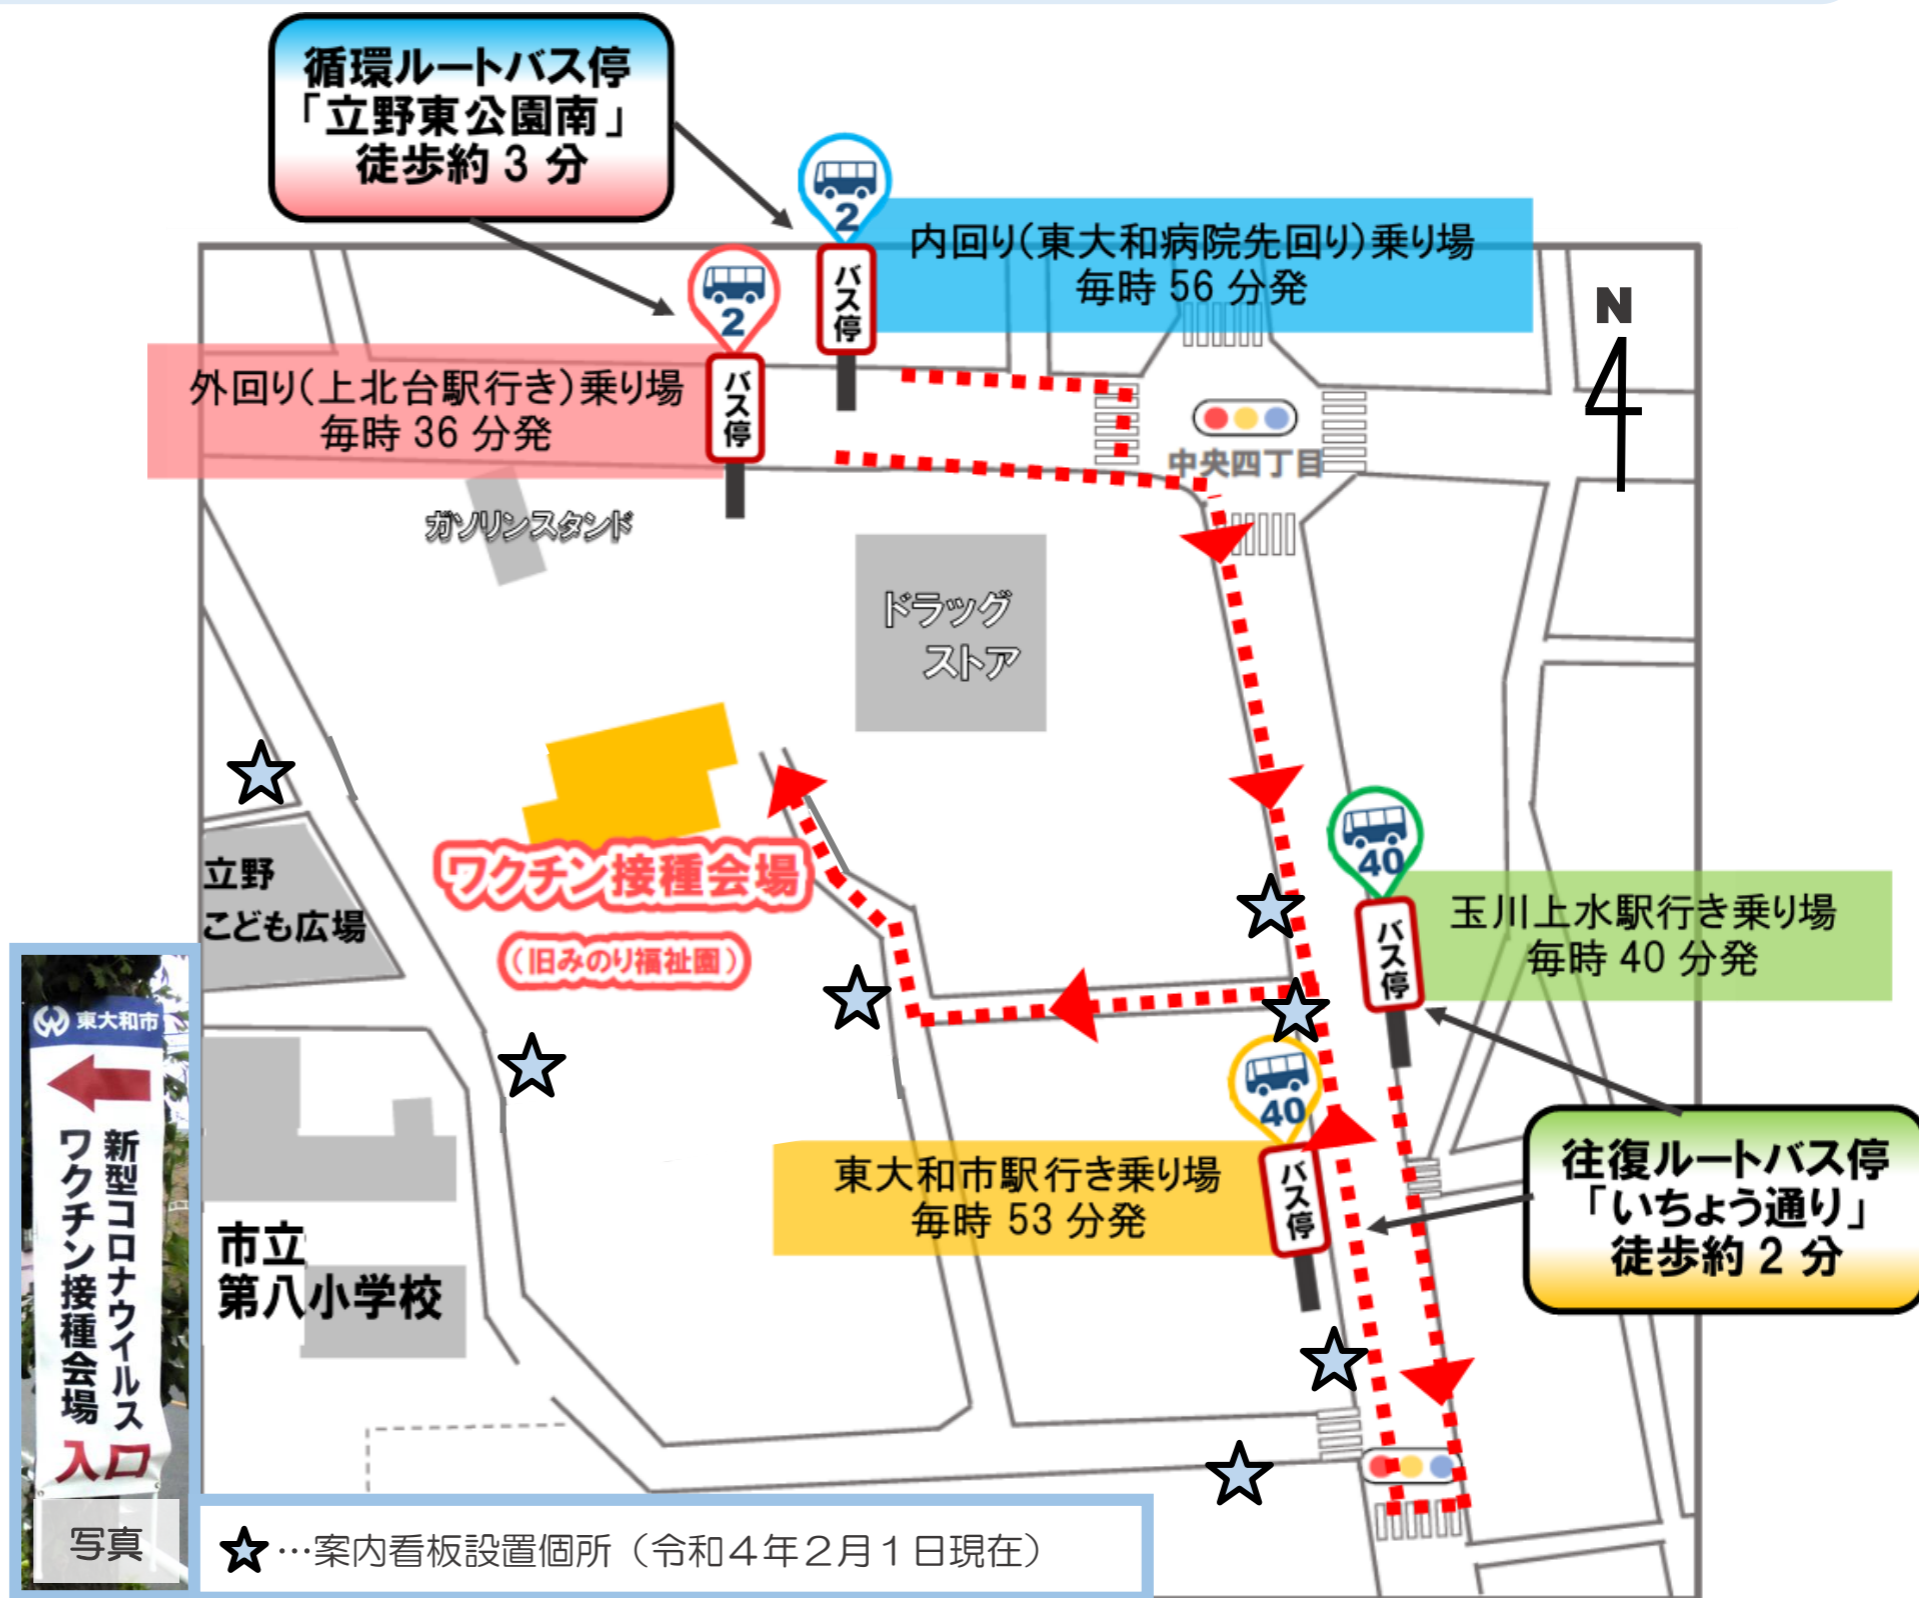 循環ルートバス停
「立野東公園南」
徒歩約 3 分
2
バス停
内回り(東大和病院先回り)乗り場
毎時 56 分発
N
2
バス停
外回り(上北台駅行き)乗り場
毎時 36 分発
中央四丁目
ガソリンスタンド
ドラッグ
ストア
40
バス停
玉川上水駅行き乗り場
毎時 40 分発
立野
こども広場
ワクチン接種会場
(旧みのり福祉園)
40
バス停
東大和市駅行き乗り場
毎時 53 分発
往復ルートバス停
「いちょう通り」
徒歩約 2 分
市立
第八小学校
東大和市
新型コロナウイルス
ワクチン接種会場
入口
写真
…案内看板設置個所（令和４年２月１日現在）